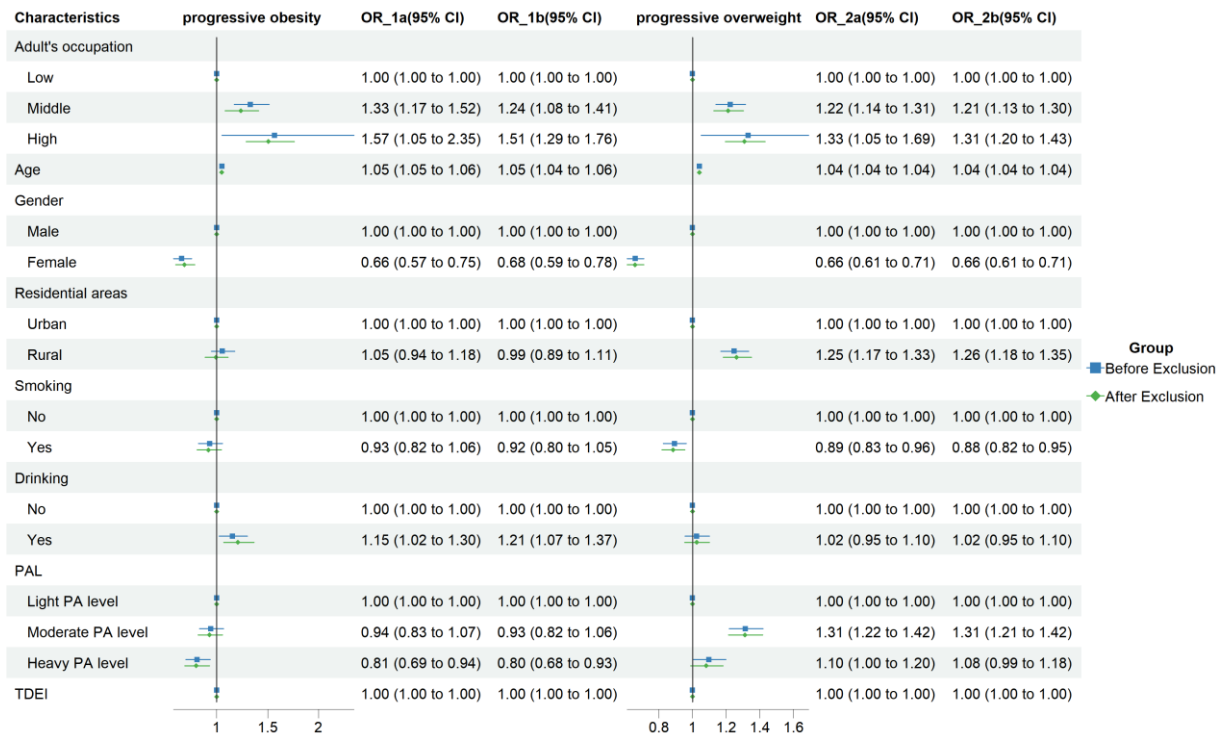 Characteristics progressive obesity OR_1a(95% CI) OR_1b(95% CI) progressive overweight OR_2a(95% CI) OR_2b(95% CI)
Adult's occupation
Low 1.00 (1.00 to 1.00) 1.00 (1.00 to 1.00) 1.00 (1.00 to 1.00) 1.00 (1.00 to 1.00)
Middle 1.33 (1.17 to 1.52) 1.24 (1.08 to 1.41) 1.22 (1.14 to 1.31) 1.21 (1.13 to 1.30)
High 1.57 (1.05 to 2.35) 1.51 (1.29 to 1.76) 1.33 (1.05 to 1.69) 1.31 (1.20 to 1.43)
Age 1.05 (1.05 to 1.06) 1.05 (1.04 to 1.06) 1.04 (1.04 to 1.04) 1.04 (1.04 to 1.04)
Gender
Male 1.00 (1.00 to 1.00) 1.00 (1.00 to 1.00) 1.00 (1.00 to 1.00) 1.00 (1.00 to 1.00)
Female 0.66 (0.57 to 0.75) 0.68 (0.59 to 0.78) 0.66 (0.61 to 0.71) 0.66 (0.61 to 0.71)
Residential areas
Urban 1.00 (1.00 to 1.00) 1.00 (1.00 to 1.00) 1.00 (1.00 to 1.00) 1.00 (1.00 to 1.00)
Rural 1.05 (0.94 to 1.18) 0.99 (0.89 to 1.11) 1.25 (1.17 to 1.33) 1.26 (1.18 to 1.35)
Smoking
No 1.00 (1.00 to 1.00) 1.00 (1.00 to 1.00) 1.00 (1.00 to 1.00) 1.00 (1.00 to 1.00)
Yes 0.93 (0.82 to 1.06) 0.92 (0.80 to 1.05) 0.89 (0.83 to 0.96) 0.88 (0.82 to 0.95)
Drinking
No 1.00 (1.00 to 1.00) 1.00 (1.00 to 1.00) 1.00 (1.00 to 1.00) 1.00 (1.00 to 1.00)
Yes 1.15 (1.02 to 1.30) 1.21 (1.07 to 1.37) 1.02 (0.95 to 1.10) 1.02 (0.95 to 1.10)
PAL
Light PA level 1.00 (1.00 to 1.00) 1.00 (1.00 to 1.00) 1.00 (1.00 to 1.00) 1.00 (1.00 to 1.00)
Moderate PA level 0.94 (0.83 to 1.07) 0.93 (0.82 to 1.06) 1.31 (1.22 to 1.42) 1.31 (1.21 to 1.42)
Heavy PA level 0.81 (0.69 to 0.94) 0.80 (0.68 to 0.93) 1.10 (1.00 to 1.20) 1.08 (0.99 to 1.18)
TDEI 1.00 (1.00 to 1.00) 1.00 (1.00 to 1.00) 1.00 (1.00 to 1.00) 1.00 (1.00 to 1.00)
1 1.5 2 0.8 1 1.2 1.4 1.6
Group
Before Exclusion
After Exclusion